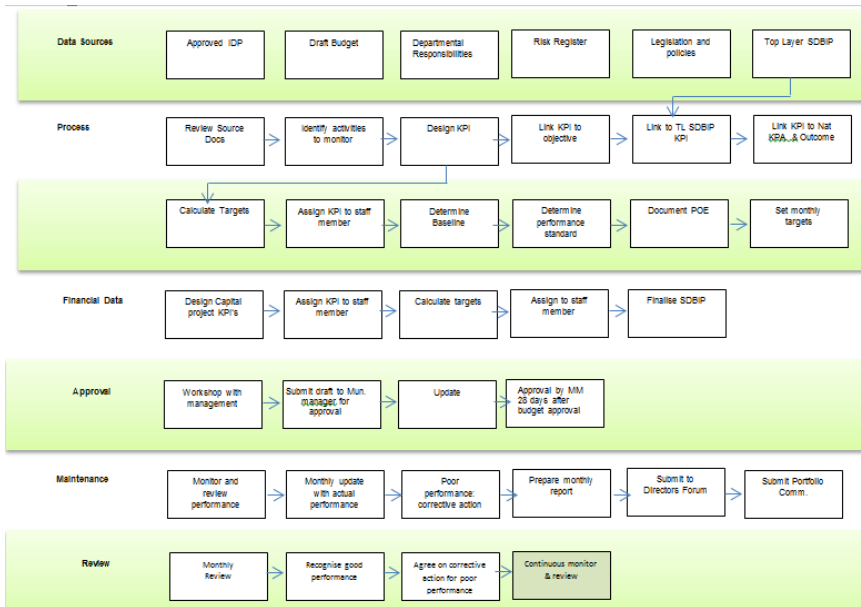 Data Sources
Approved IDP
Draft Budget
Departmental
Responsibilities
Risk Register
Legislation and
policies
Top Layer SDBIP
Process
Review Source
Docs
Identify activities
to monitor
Design KPI
Link KPI to
objective
Link to TL SDBIP
KPI
Link KPI to Nat
KPA & Outcome
Calculate Targets
Assign KPI to staff
member
Determine
Baseline
Determine
performance
standard
Document POE
Set monthly
targets
Financial Data
Design Capital
project KPI's
Assign KPI to staff
member
Calculate targets
Assign to staff
member
Finalise SDBIP
Approval
Workshop with
management
Submit draft to Mun.
manager for
approval
Update
Approval by MM
28 days after
budget approval
Maintenance
Monitor and
review
performance
Monthly update
with actual
performance
Poor
performance:
corrective action
Prepare monthly
report
Submit to
Directors Forum
Submit Portfolio
Comm.
Review
Monthly
Review
Recognise good
performance
Agree on corrective
action for poor
performance
Continuous monitor
& review